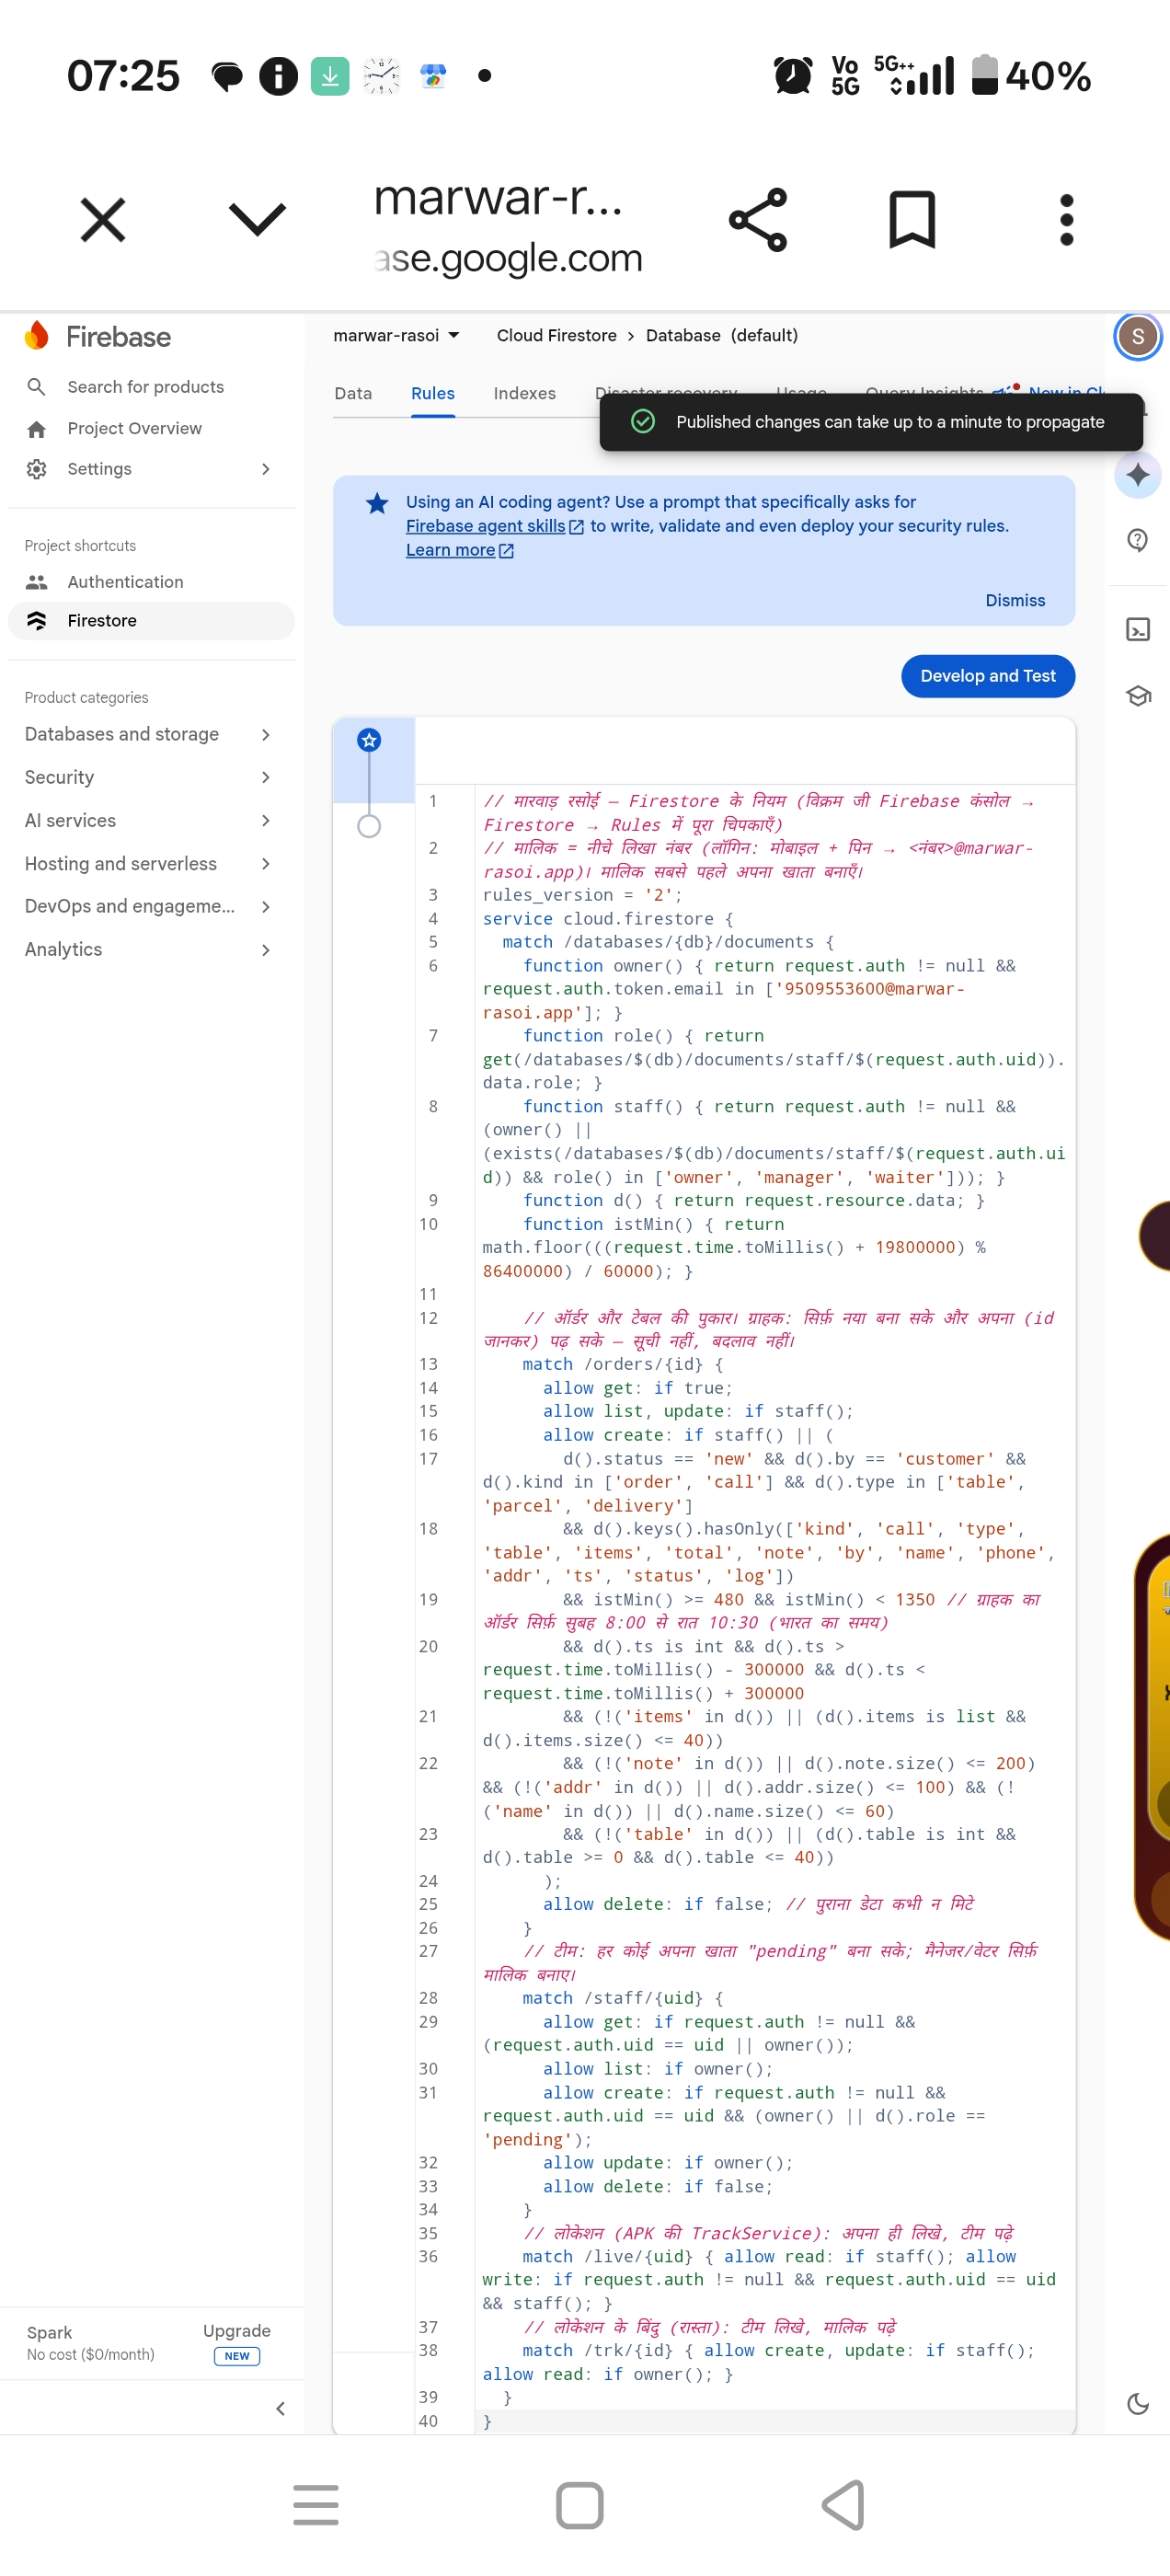 07:25
Vo 5G
5G++
40%
marwar-r...
ase.google.com
Firebase
Search for products
Project Overview
Settings
Project shortcuts
Authentication
Firestore
Product categories
Databases and storage
Security
AI services
Hosting and serverless
DevOps and engageme...
Analytics
Spark
No cost ($0/month)
Upgrade
NEW
marwar-rasoi
Cloud Firestore > Database (default)
S
Data Rules Indexes Disaster recovery Usage Query Insights New in Cl
Published changes can take up to a minute to propagate
Using an AI coding agent? Use a prompt that specifically asks for
Firebase agent skills to write, validate and even deploy your security rules.
Learn more
Dismiss
Develop and Test
1 // मारवाड़ रसोई — Firestore के नियम (विक्रम जी Firebase कंसोल →
Firestore → Rules में पूरा चिपकाएँ)
2 // मालिक = नीचे लिखा नंबर (लॉगिन: मोबाइल + पिन → <नंबर>@marwar-
rasoi.app)। मालिक सबसे पहले अपना खाता बनाएँ।
3 rules_version = '2';
4 service cloud.firestore {
5 match /databases/{db}/documents {
6 function owner() { return request.auth != null &&
request.auth.token.email in ['9509553600@marwar-
rasoi.app']; }
7 function role() { return
get(/databases/$(db)/documents/staff/$(request.auth.uid)).
data.role; }
8 function staff() { return request.auth != null &&
(owner() ||
(exists(/databases/$(db)/documents/staff/$(request.auth.ui
d)) && role() in ['owner', 'manager', 'waiter'])); }
9 function d() { return request.resource.data; }
10 function istMin() { return
math.floor(((request.time.toMillis() + 19800000) %
86400000) / 60000); }
11
12 // ऑर्डर और टेबल की पुकार। ग्राहक: सिर्फ़ नया बना सके और अपना (id
जानकर) पढ़ सके — सूची नहीं, बदलाव नहीं।
13 match /orders/{id} {
14 allow get: if true;
15 allow list, update: if staff();
16 allow create: if staff() || (
17 d().status == 'new' && d().by == 'customer' &&
d().kind in ['order', 'call'] && d().type in ['table',
'parcel', 'delivery']
18 && d().keys().hasOnly(['kind', 'call', 'type',
'table', 'items', 'total', 'note', 'by', 'name', 'phone',
'addr', 'ts', 'status', 'log'])
19 && istMin() >= 480 && istMin() < 1350 // ग्राहक का
ऑर्डर सिर्फ़ सुबह 8:00 से रात 10:30 (भारत का समय)
20 && d().ts is int && d().ts >
request.time.toMillis() - 300000 && d().ts <
request.time.toMillis() + 300000
21 && (!('items' in d()) || (d().items is list &&
d().items.size() <= 40))
22 && (!('note' in d()) || d().note.size() <= 200)
&& (!('addr' in d()) || d().addr.size() <= 100) && (!
('name' in d()) || d().name.size() <= 60)
23 && (!('table' in d()) || (d().table is int &&
d().table >= 0 && d().table <= 40))
24 );
25 allow delete: if false; // पुराना डेटा कभी न मिटे
26 }
27 // टीम: हर कोई अपना खाता "pending" बना सके; मैनेजर/वेटर सिर्फ़
मालिक बनाए।
28 match /staff/{uid} {
29 allow get: if request.auth != null &&
(request.auth.uid == uid || owner());
30 allow list: if owner();
31 allow create: if request.auth != null &&
request.auth.uid == uid && (owner() || d().role ==
'pending');
32 allow update: if owner();
33 allow delete: if false;
34 }
35 // लोकेशन (APK की TrackService): अपना ही लिखे, टीम पढ़े
36 match /live/{uid} { allow read: if staff(); allow
write: if request.auth != null && request.auth.uid == uid
&& staff(); }
37 // लोकेशन के बिंदु (रास्ता): टीम लिखे, मालिक पढ़े
38 match /trk/{id} { allow create, update: if staff();
allow read: if owner(); }
39 }
40 }